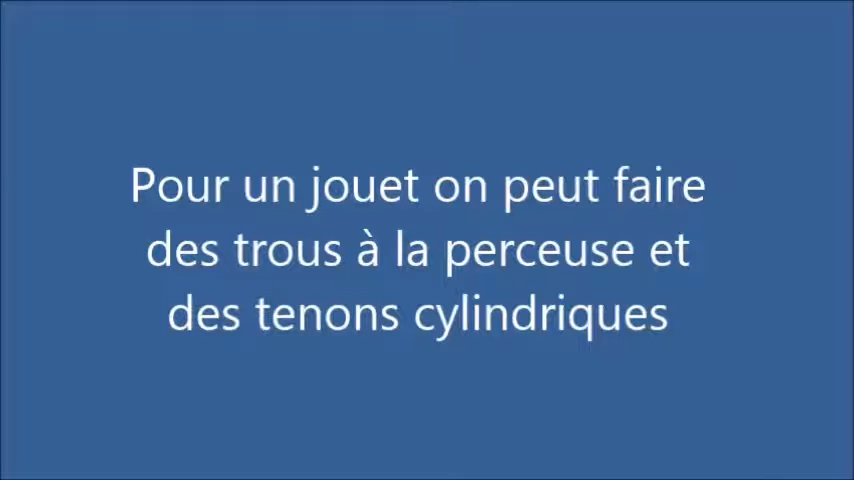 Pour un jouet on peut faire
des trous à la perceuse et
des tenons cylindriques